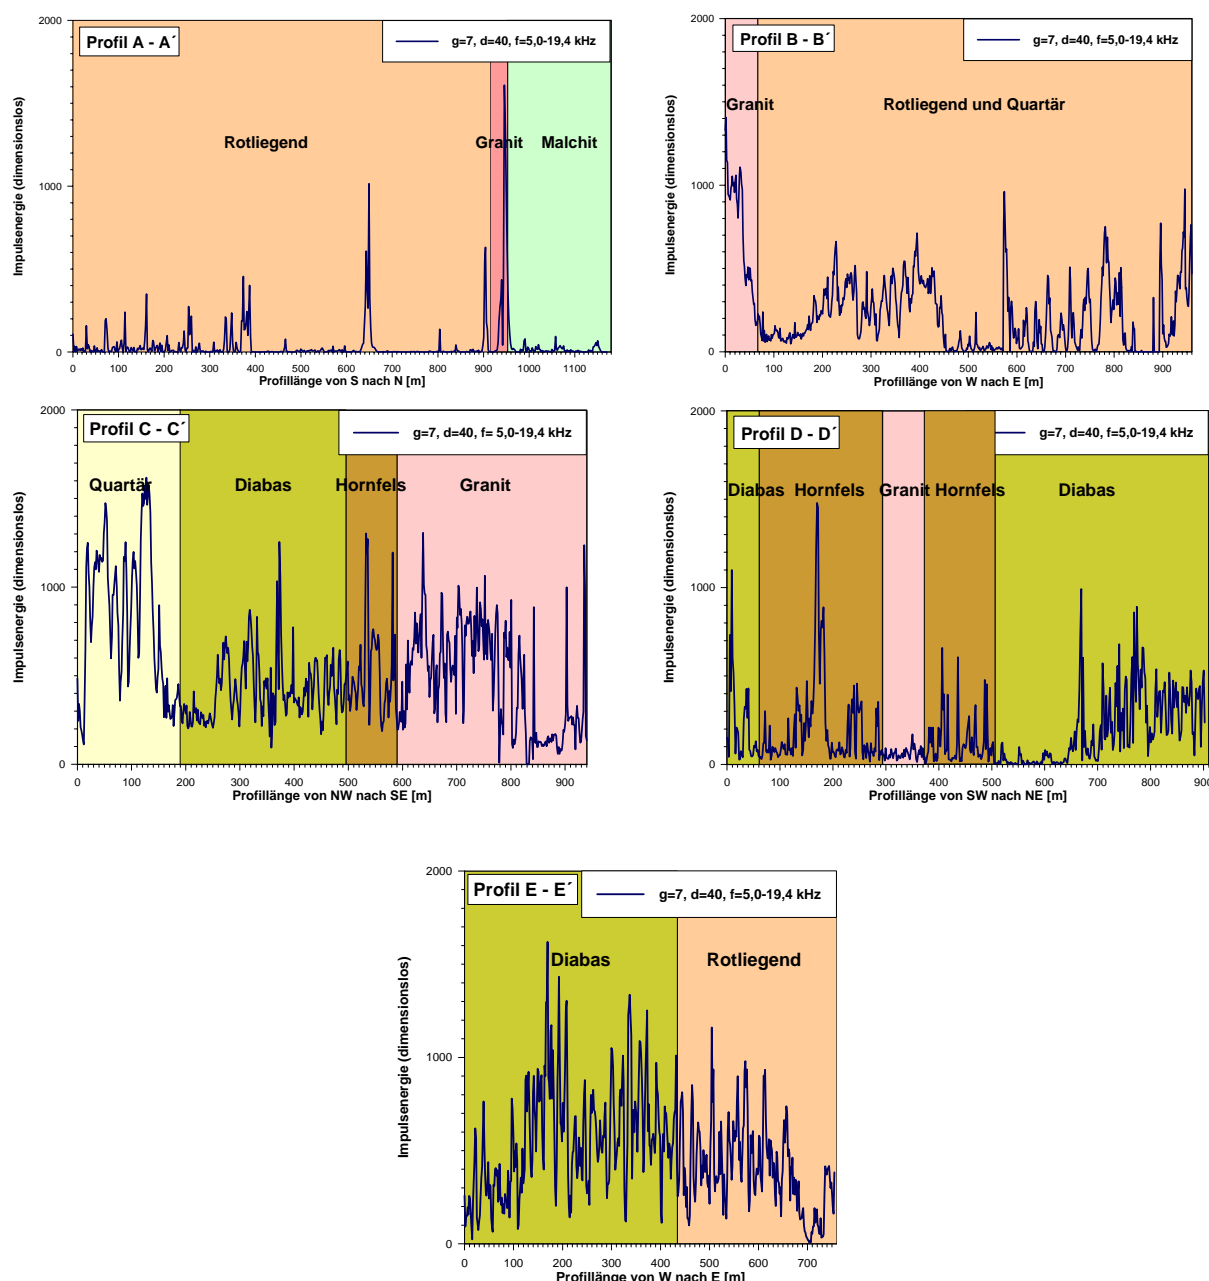 Profil A - A´
g=7, d=40, f=5,0-19,4 kHz
Impulsenergie (dimensionslos)
2000
1000
0
Rotliegend
Granit
Malchit
0 100 200 300 400 500 600 700 800 900 1000 1100
Profillänge von S nach N [m]
Profil B - B´
g=7, d=40, f=5,0-19,4 kHz
Impulsenergie (dimensionslos)
2000
1000
0
Granit
Rotliegend und Quartär
0 100 200 300 400 500 600 700 800 900
Profillänge von W nach E [m]
Profil C - C´
g=7, d=40, f= 5,0-19,4 kHz
Impulsenergie (dimensionslos)
2000
1000
0
Quartär
Diabas
Hornfels
Granit
0 100 200 300 400 500 600 700 800 900
Profillänge von NW nach SE [m]
Profil D - D´
g=7, d=40, f=5,0-19,4 kHz
Impulsenergie (dimensionslos)
2000
1000
0
Diabas
Hornfels
Granit
Hornfels
Diabas
0 100 200 300 400 500 600 700 800 900
Profillänge von SW nach NE [m]
Profil E - E´
g=7, d=40, f=5,0-19,4 kHz
Impulsenergie (dimensionslos)
2000
1000
0
Diabas
Rotliegend
0 100 200 300 400 500 600 700
Profillänge von W nach E [m]